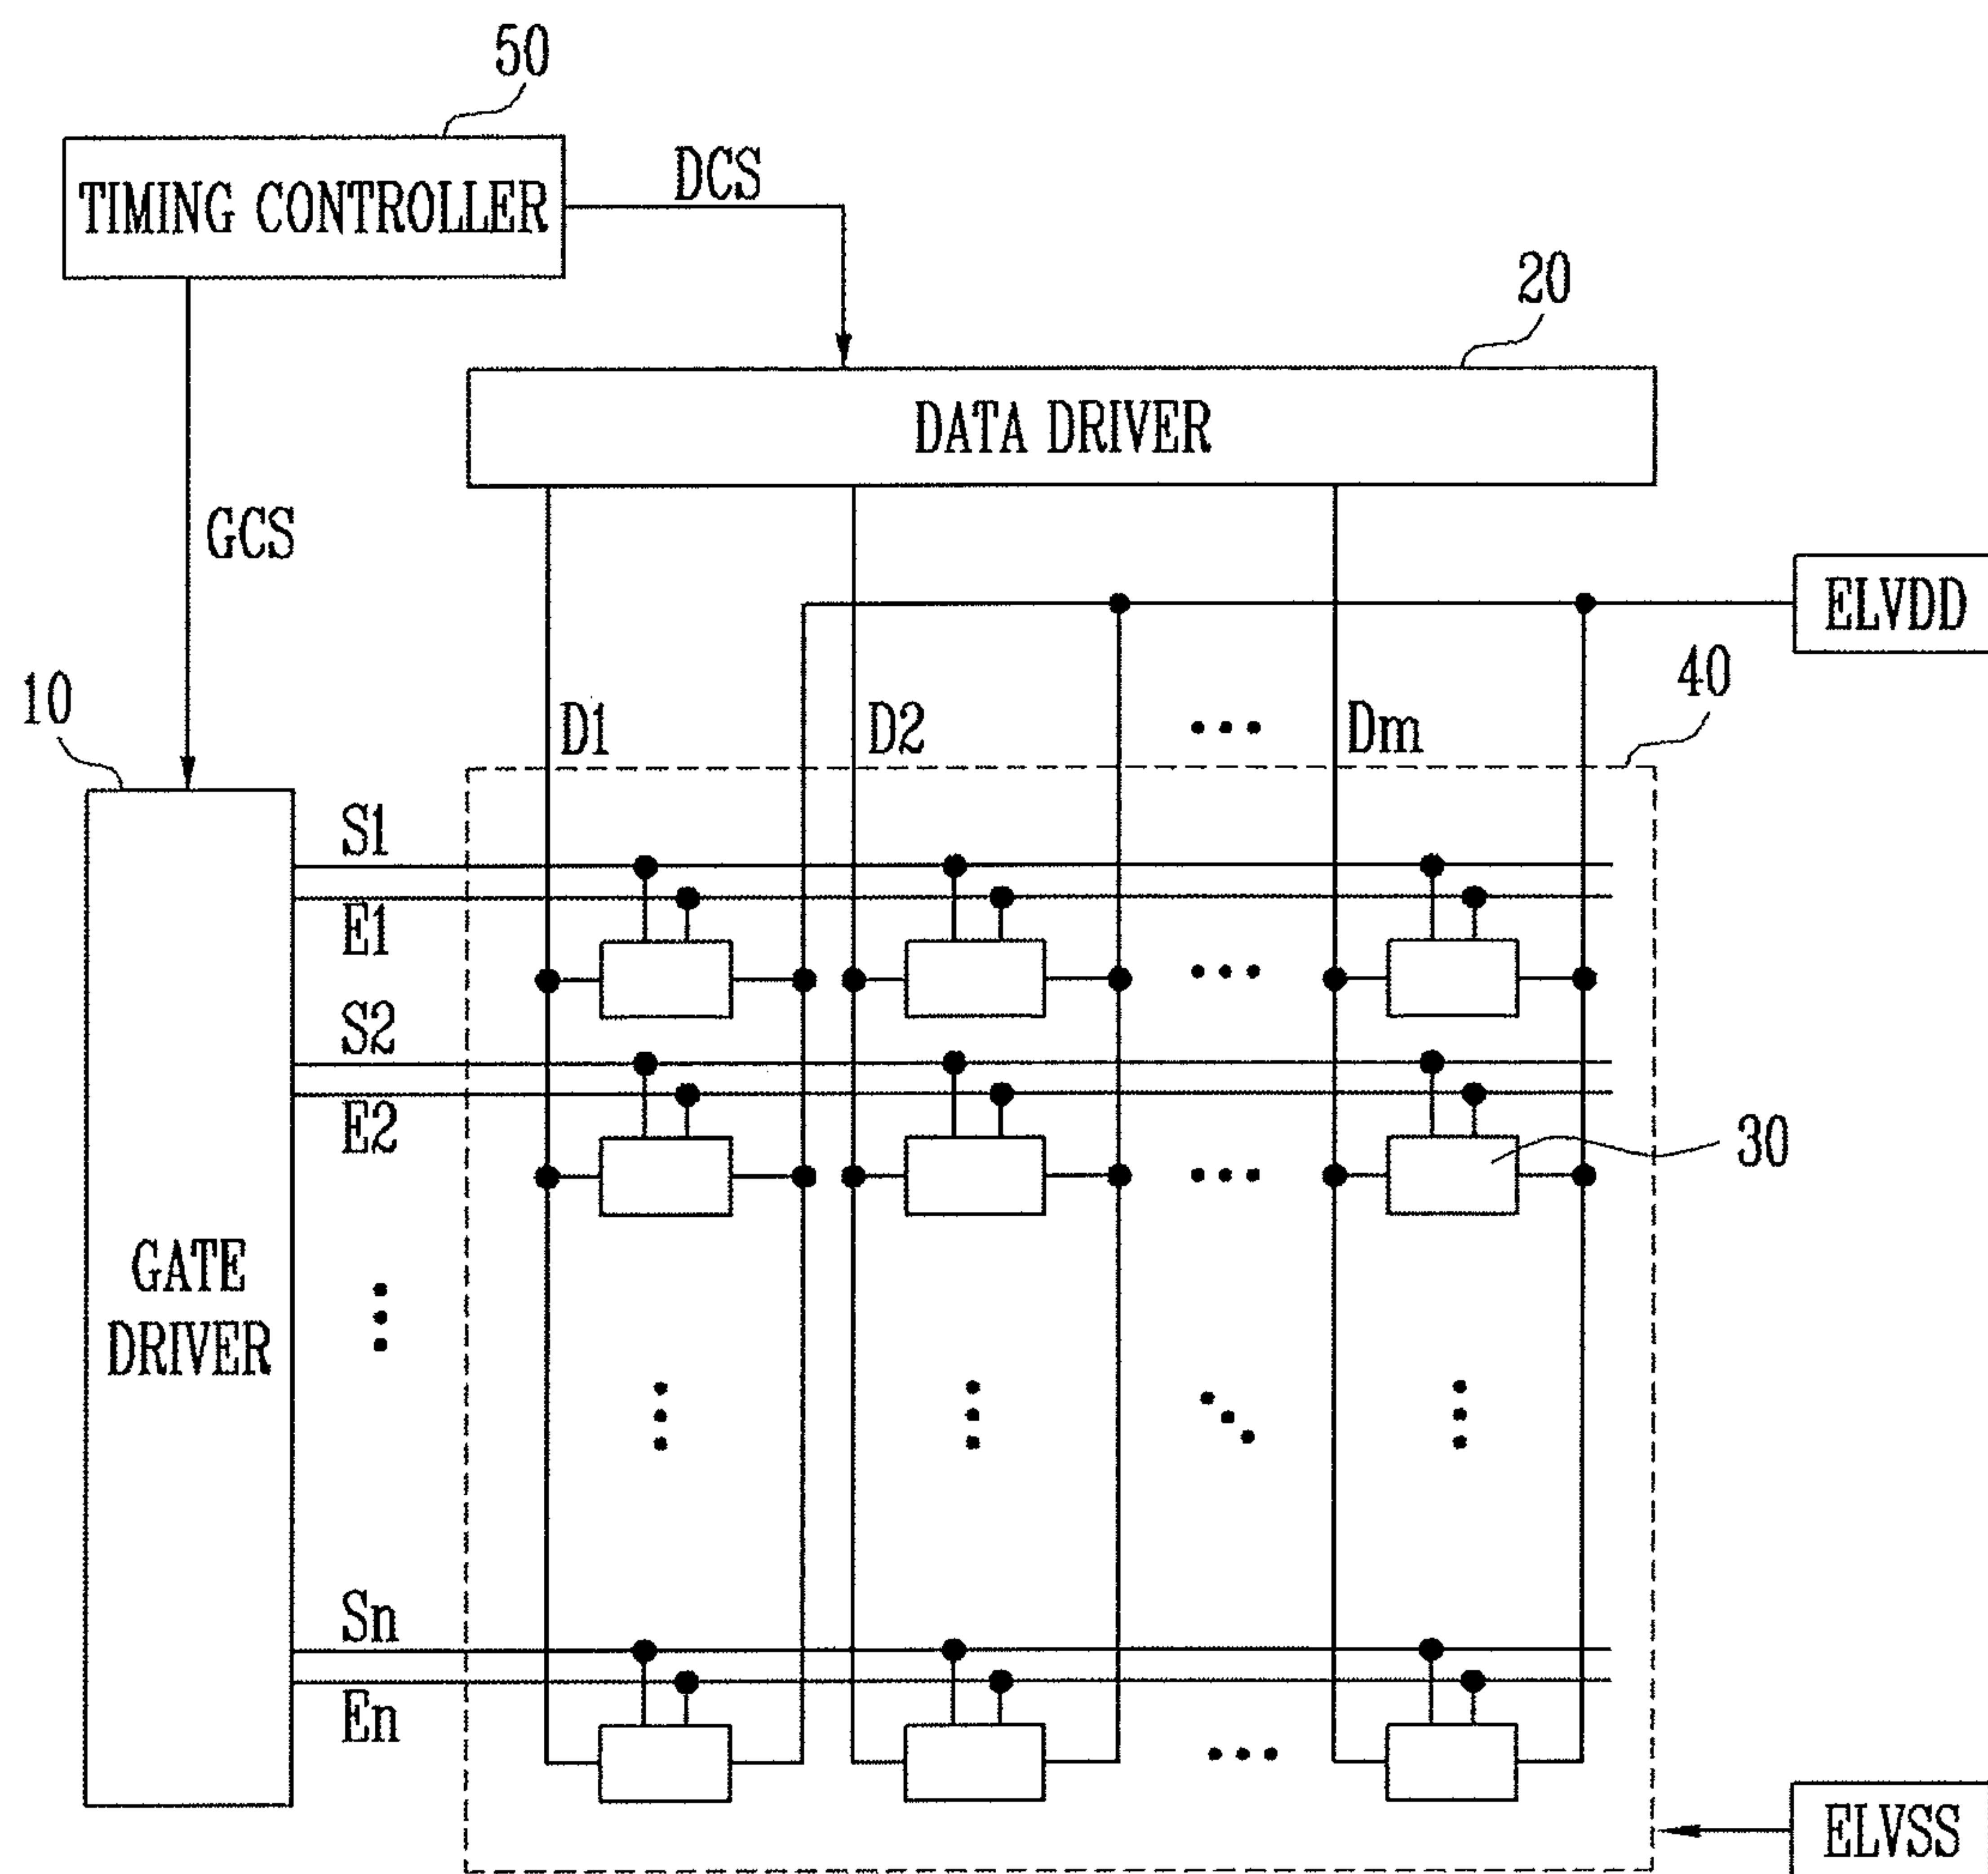 50
TIMING CONTROLLER
DCS
20
DATA DRIVER
GCS
ELVDD
40
10
D1
D2
Dm
S1
E1
S2
E2
30
GATE
DRIVER
Sn
En
ELVSS